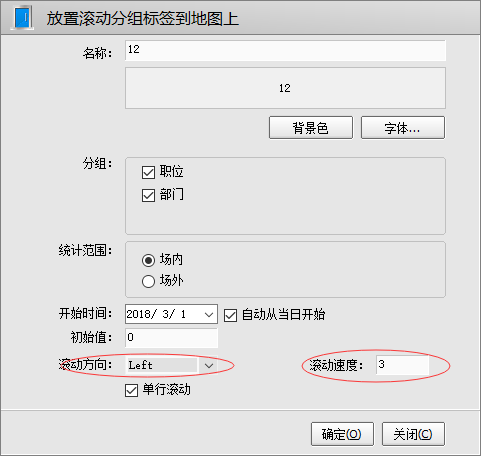 放置滚动分组标签到地图上
名称: 12
12
背景色 字体...
分组: 职位
部门
统计范围: 场内
场外
开始时间: 2018/ 3/ 1 自动从当日开始
初始值: 0
滚动方向: Left 滚动速度: 3
单行滚动
确定(O) 关闭(C)